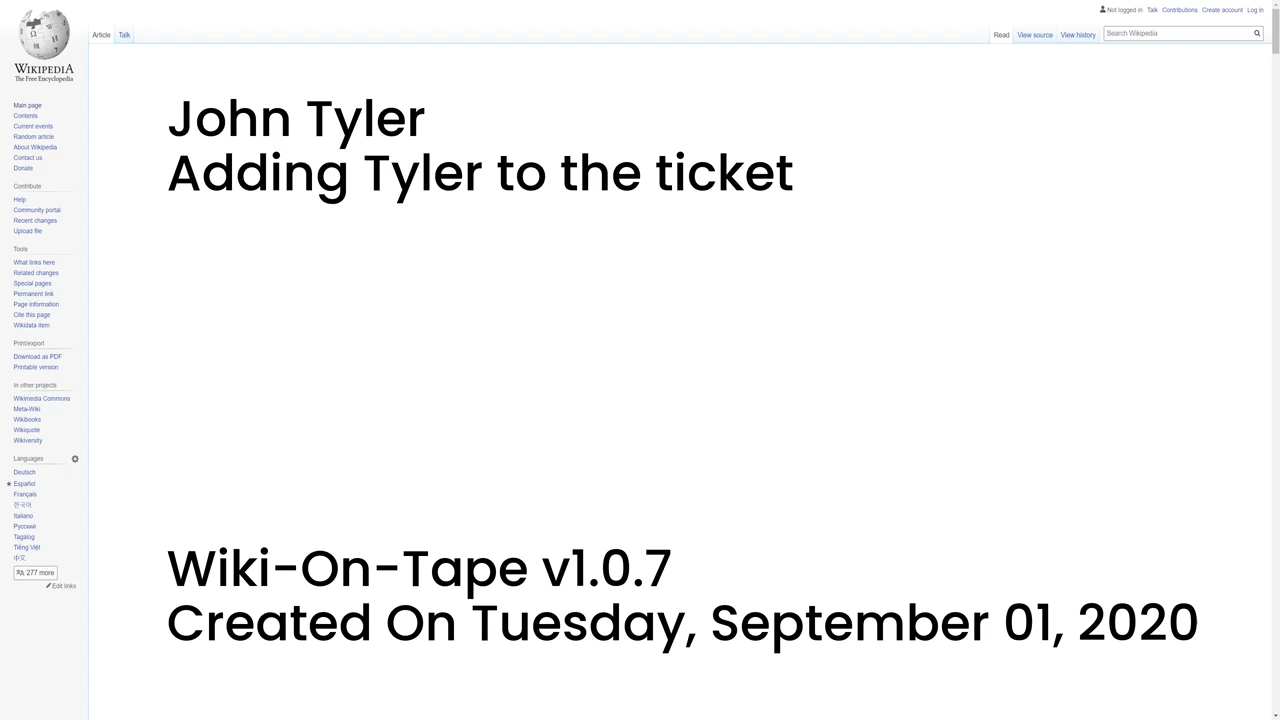 Not logged in Talk Contributions Create account Log in
Article Talk Read View source View history Search Wikipedia
WIKIPEDIA
The Free Encyclopedia
Main page
Contents
Current events
Random article
About Wikipedia
Contact us
Donate
Contribute
Help
Community portal
Recent changes
Upload file
Tools
What links here
Related changes
Special pages
Permanent link
Page information
Cite this page
Wikidata item
Print/export
Download as PDF
Printable version
In other projects
Wikimedia Commons
Meta-Wiki
Wikibooks
Wikiquote
Wikiversity
Languages
Deutsch
Español
Français
한국어
Italiano
Русский
Tagalog
Tiếng Việt
中文
277 more
Edit links
John Tyler
Adding Tyler to the ticket
Wiki-On-Tape v1.0.7
Created On Tuesday, September 01, 2020